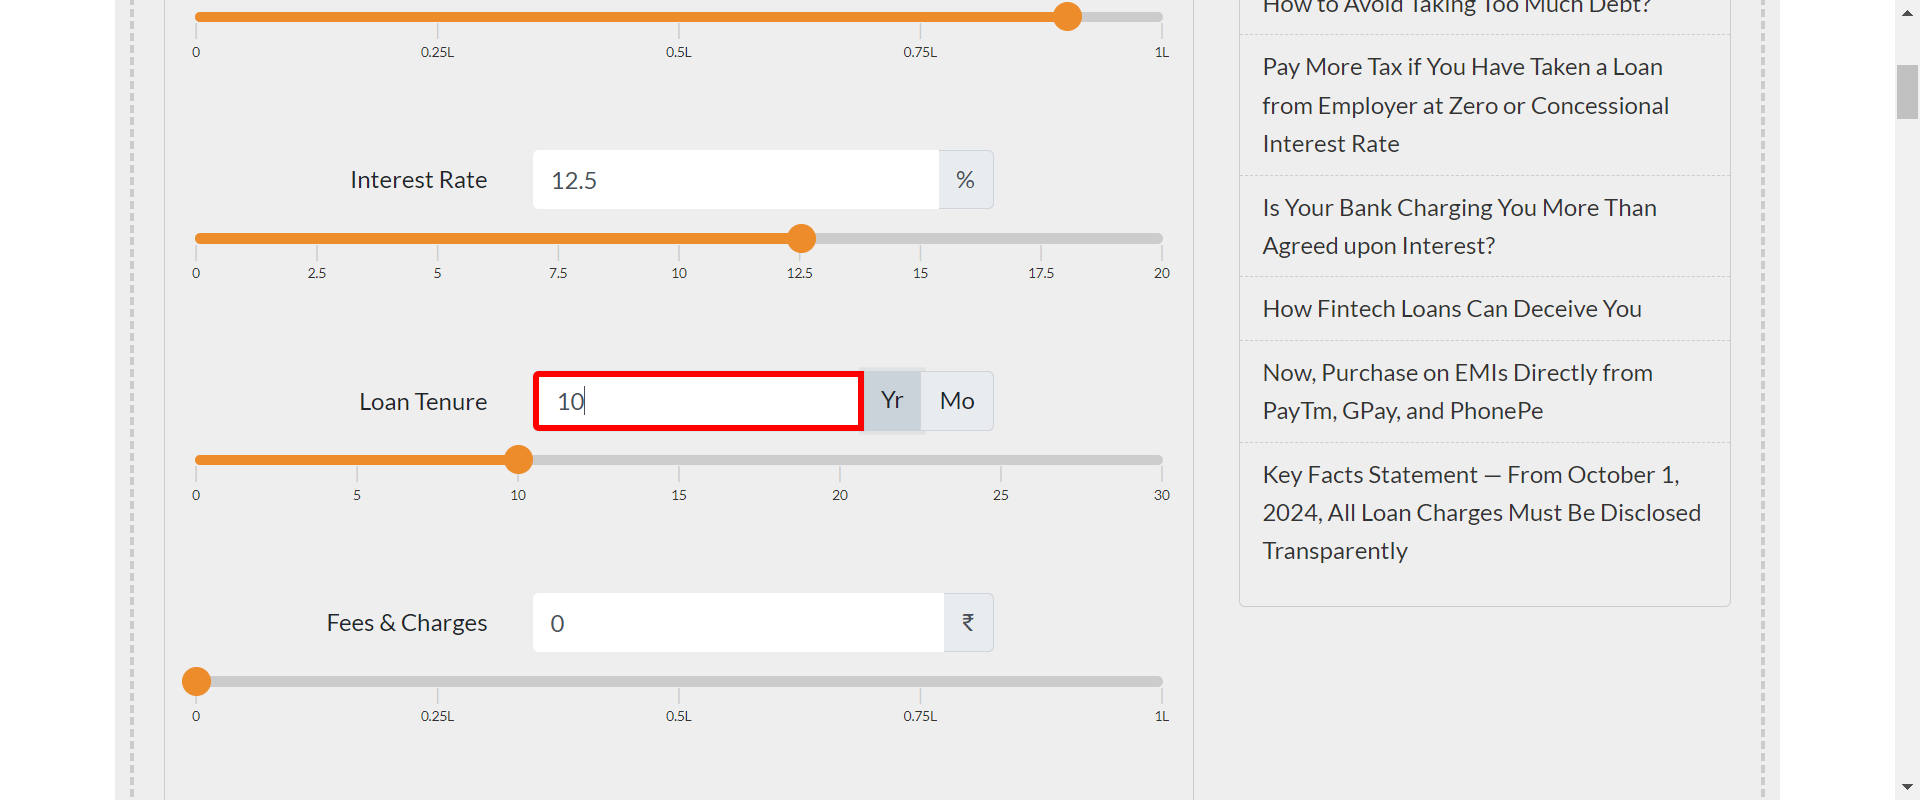 0 0.25L 0.5L 0.75L 1L
Interest Rate 12.5 %
0 2.5 5 7.5 10 12.5 15 17.5 20
Loan Tenure 10 Yr Mo
0 5 10 15 20 25 30
Fees & Charges 0 ₹
0 0.25L 0.5L 0.75L 1L
How to Avoid Taking Too Much Debt?
Pay More Tax if You Have Taken a Loan
from Employer at Zero or Concessional
Interest Rate
Is Your Bank Charging You More Than
Agreed upon Interest?
How Fintech Loans Can Deceive You
Now, Purchase on EMIs Directly from
PayTm, GPay, and PhonePe
Key Facts Statement — From October 1,
2024, All Loan Charges Must Be Disclosed
Transparently